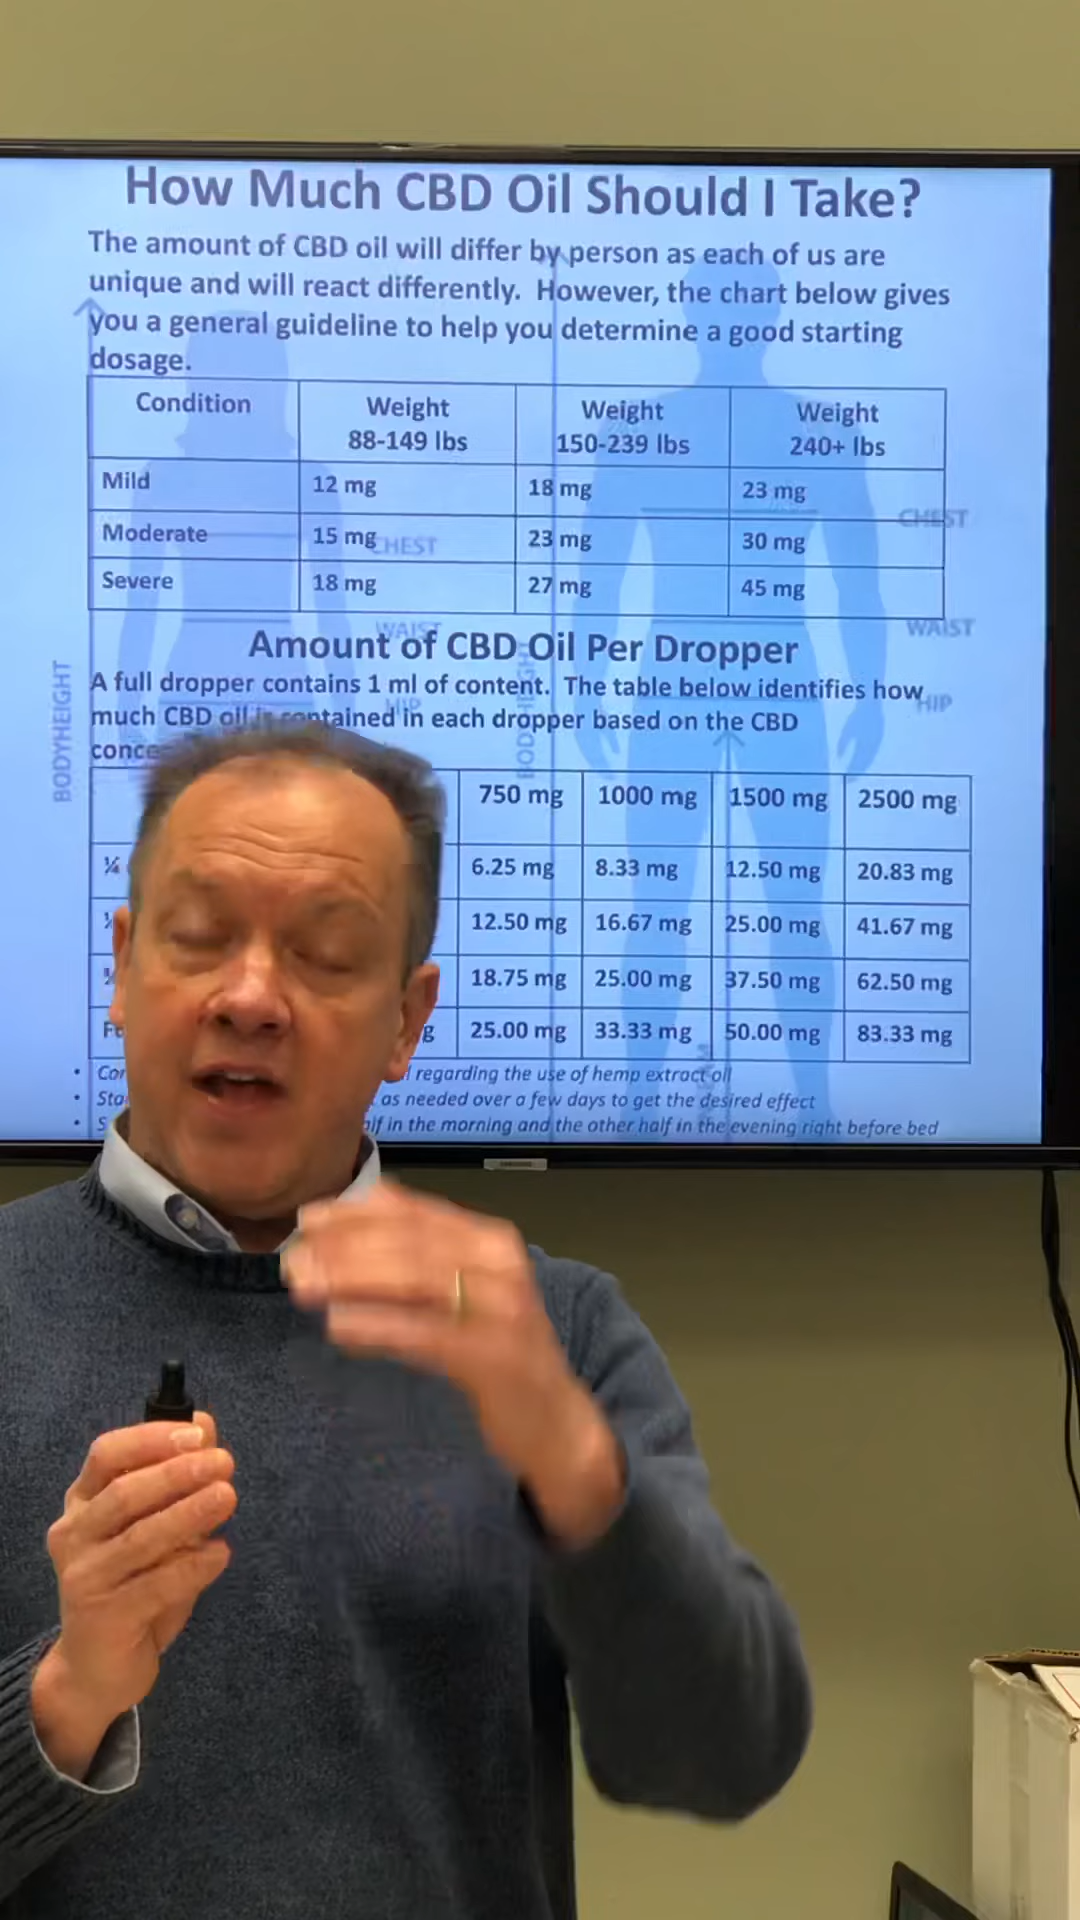 How Much CBD Oil Should I Take?
The amount of CBD oil will differ by person as each of us are
unique and will react differently. However, the chart below gives
you a general guideline to help you determine a good starting
dosage.
Condition Weight 88-149 lbs Weight 150-239 lbs Weight 240+ lbs
Mild 12 mg 18 mg 23 mg
Moderate 15 mg 23 mg 30 mg
Severe 18 mg 27 mg 45 mg
CHEST
CHEST
WAIST
WAIST
Amount of CBD Oil Per Dropper
A full dropper contains 1 ml of content. The table below identifies how
HIP
HIP
much CBD oil is contained in each dropper based on the CBD
BODYHEIGHT
BODYHEIGHT
750 mg 1000 mg 1500 mg 2500 mg
¼ 6.25 mg 8.33 mg 12.50 mg 20.83 mg
12.50 mg 16.67 mg 25.00 mg 41.67 mg
18.75 mg 25.00 mg 37.50 mg 62.50 mg
25.00 mg 33.33 mg 50.00 mg 83.33 mg
regarding the use of hemp extract oil
as needed over a few days to get the desired effect
in the morning and the other half in the evening right before bed